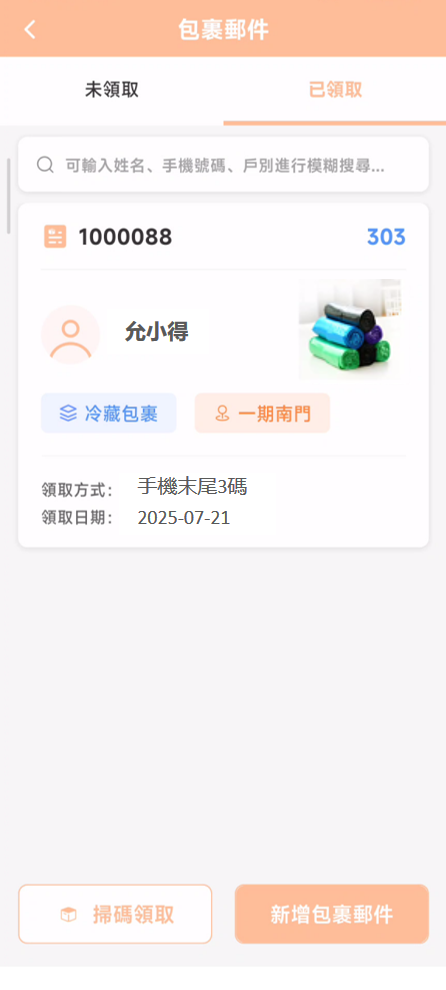 包裹郵件
未領取
已領取
可輸入姓名、手機號碼、戶別進行模糊搜尋...
1000088
303
允小得
冷藏包裹
一期南門
領取方式: 手機末尾3碼
領取日期: 2025-07-21
掃碼領取
新增包裹郵件